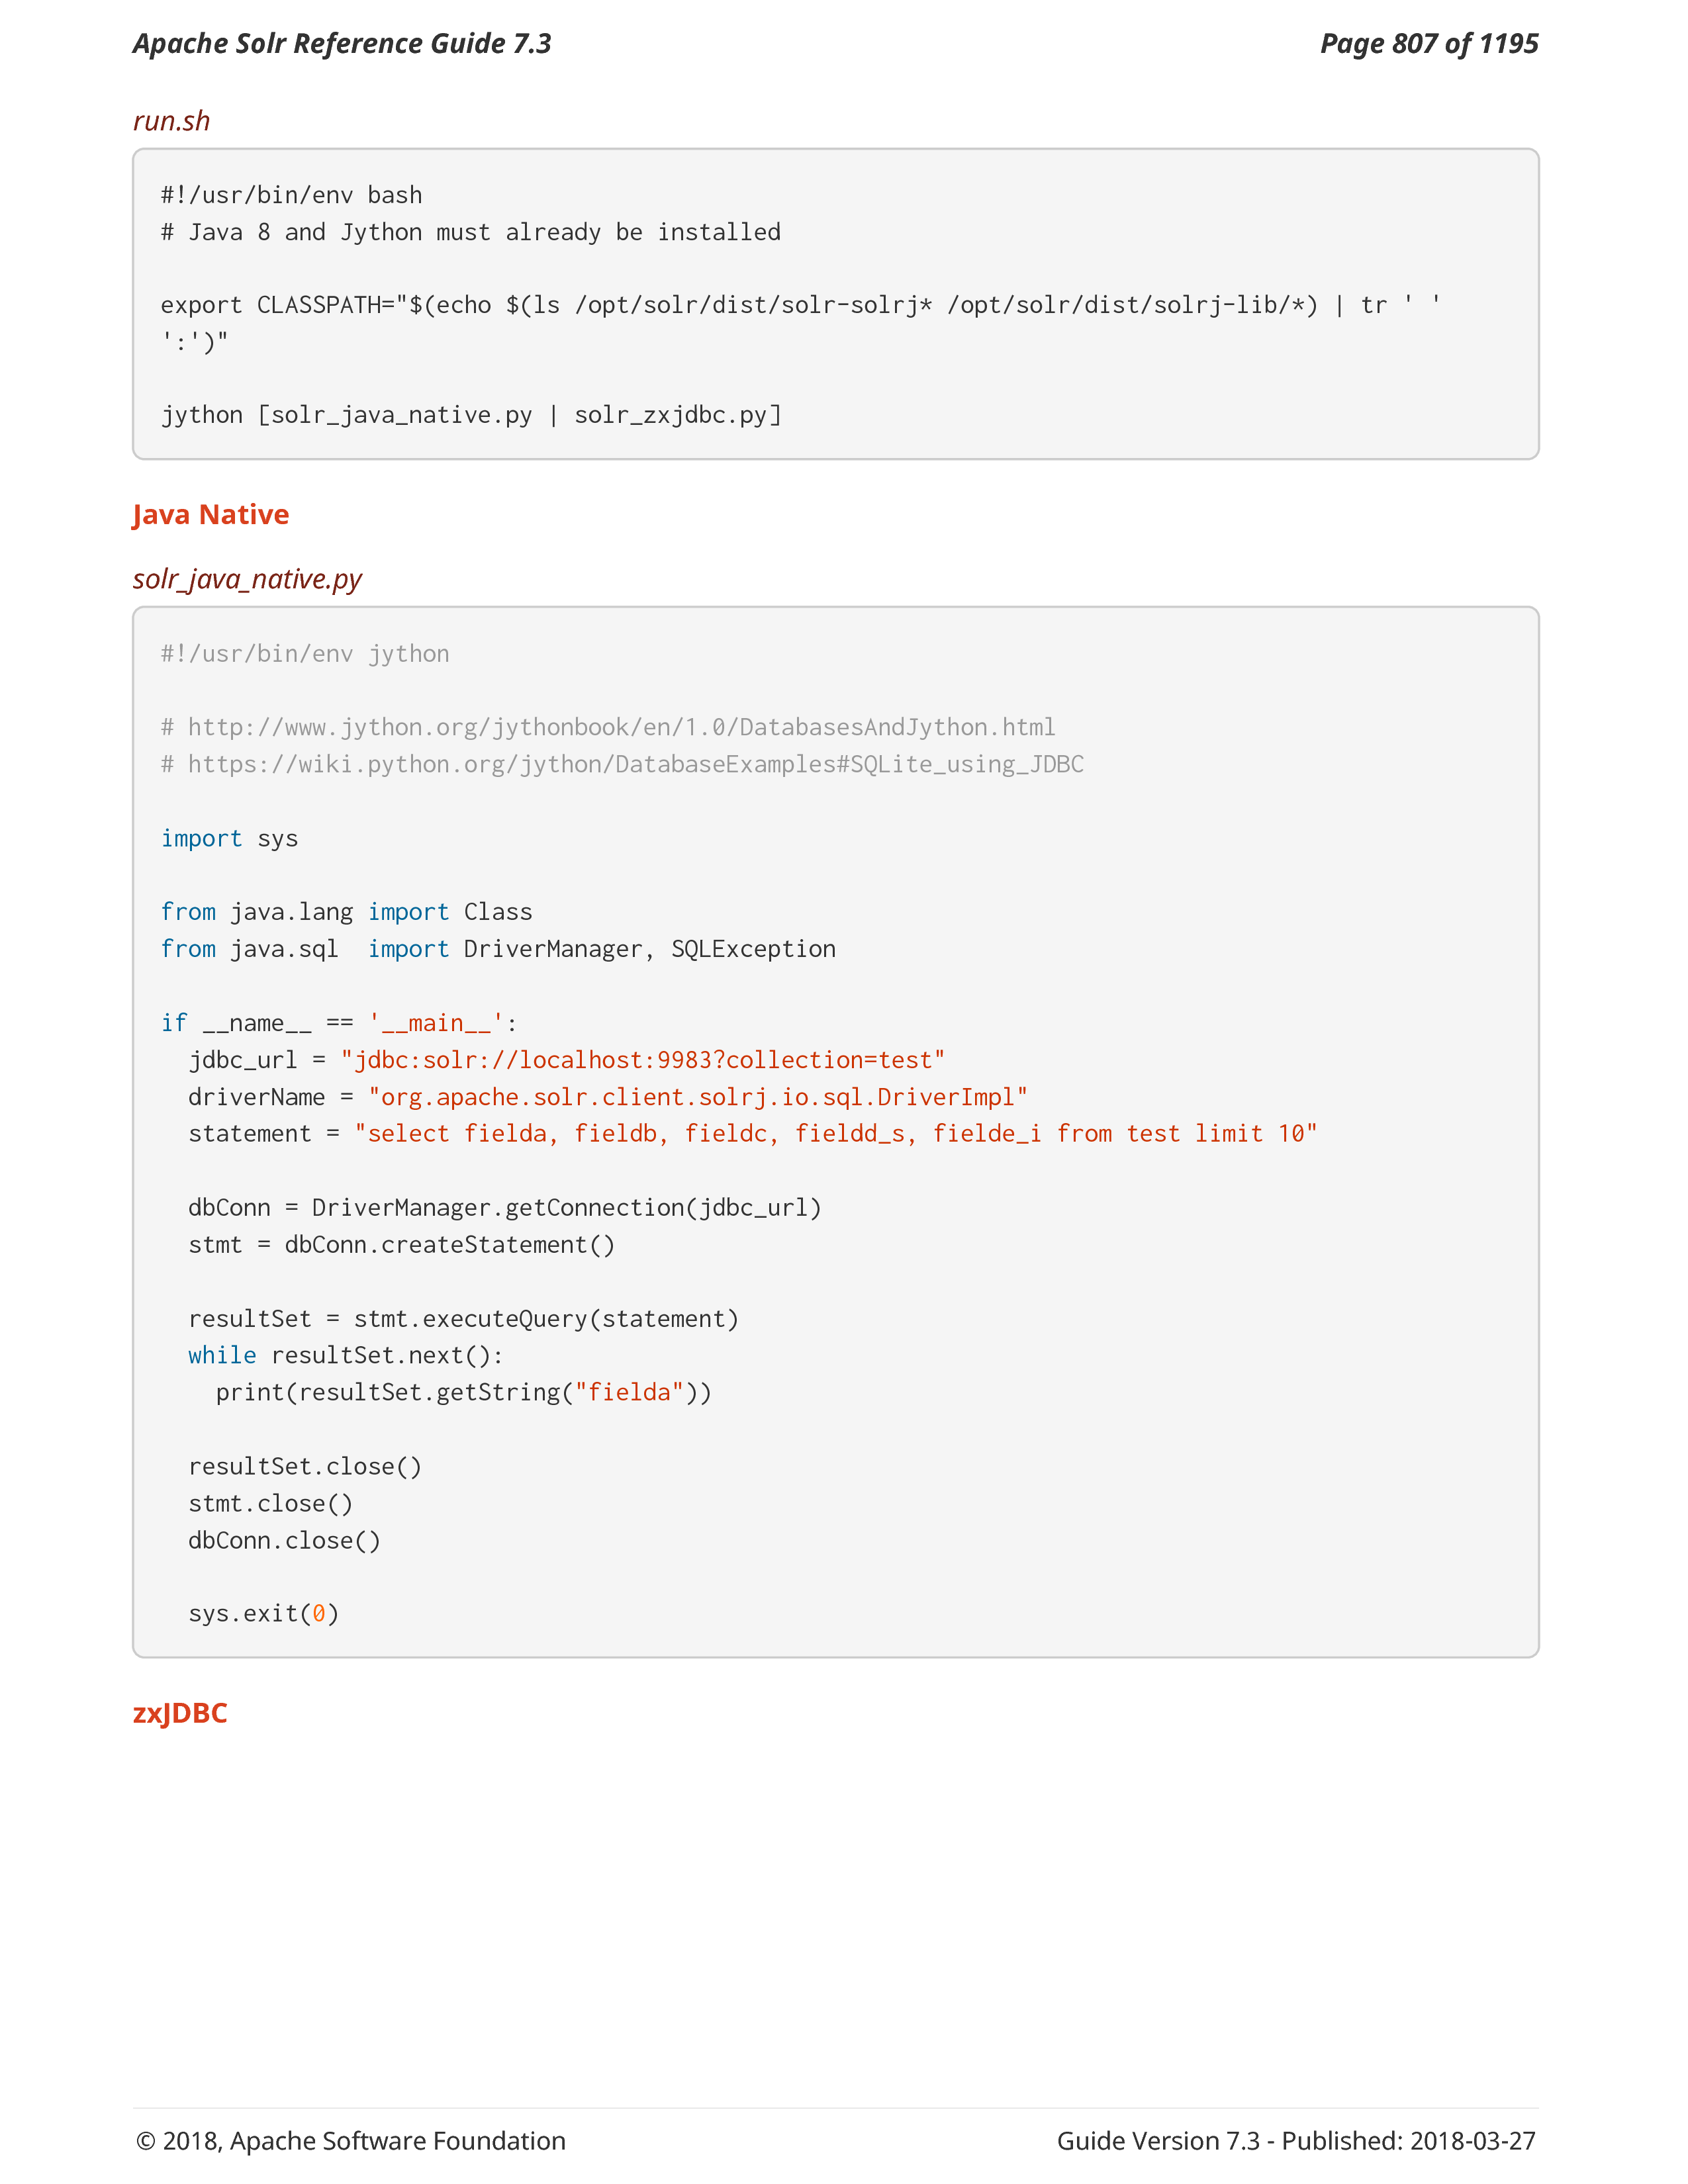 Apache Solr Reference Guide 7.3 Page 807 of 1195
run.sh
#!/usr/bin/env bash
# Java 8 and Jython must already be installed
export CLASSPATH="$(echo $(ls /opt/solr/dist/solr-solrj* /opt/solr/dist/solrj-lib/*) | tr ' '
':')"
jython [solr_java_native.py | solr_zxjdbc.py]
Java Native
solr_java_native.py
#!/usr/bin/env jython
# http://www.jython.org/jythonbook/en/1.0/DatabasesAndJython.html
# https://wiki.python.org/jython/DatabaseExamples#SQLite_using_JDBC
import sys
from java.lang import Class
from java.sql  import DriverManager, SQLException
if __name__ == '__main__':
  jdbc_url = "jdbc:solr://localhost:9983?collection=test"
  driverName = "org.apache.solr.client.solrj.io.sql.DriverImpl"
  statement = "select fielda, fieldb, fieldc, fieldd_s, fielde_i from test limit 10"
  dbConn = DriverManager.getConnection(jdbc_url)
  stmt = dbConn.createStatement()
  resultSet = stmt.executeQuery(statement)
  while resultSet.next():
    print(resultSet.getString("fielda"))
  resultSet.close()
  stmt.close()
  dbConn.close()
  sys.exit(0)
zxJDBC
© 2018, Apache Software Foundation Guide Version 7.3 - Published: 2018-03-27